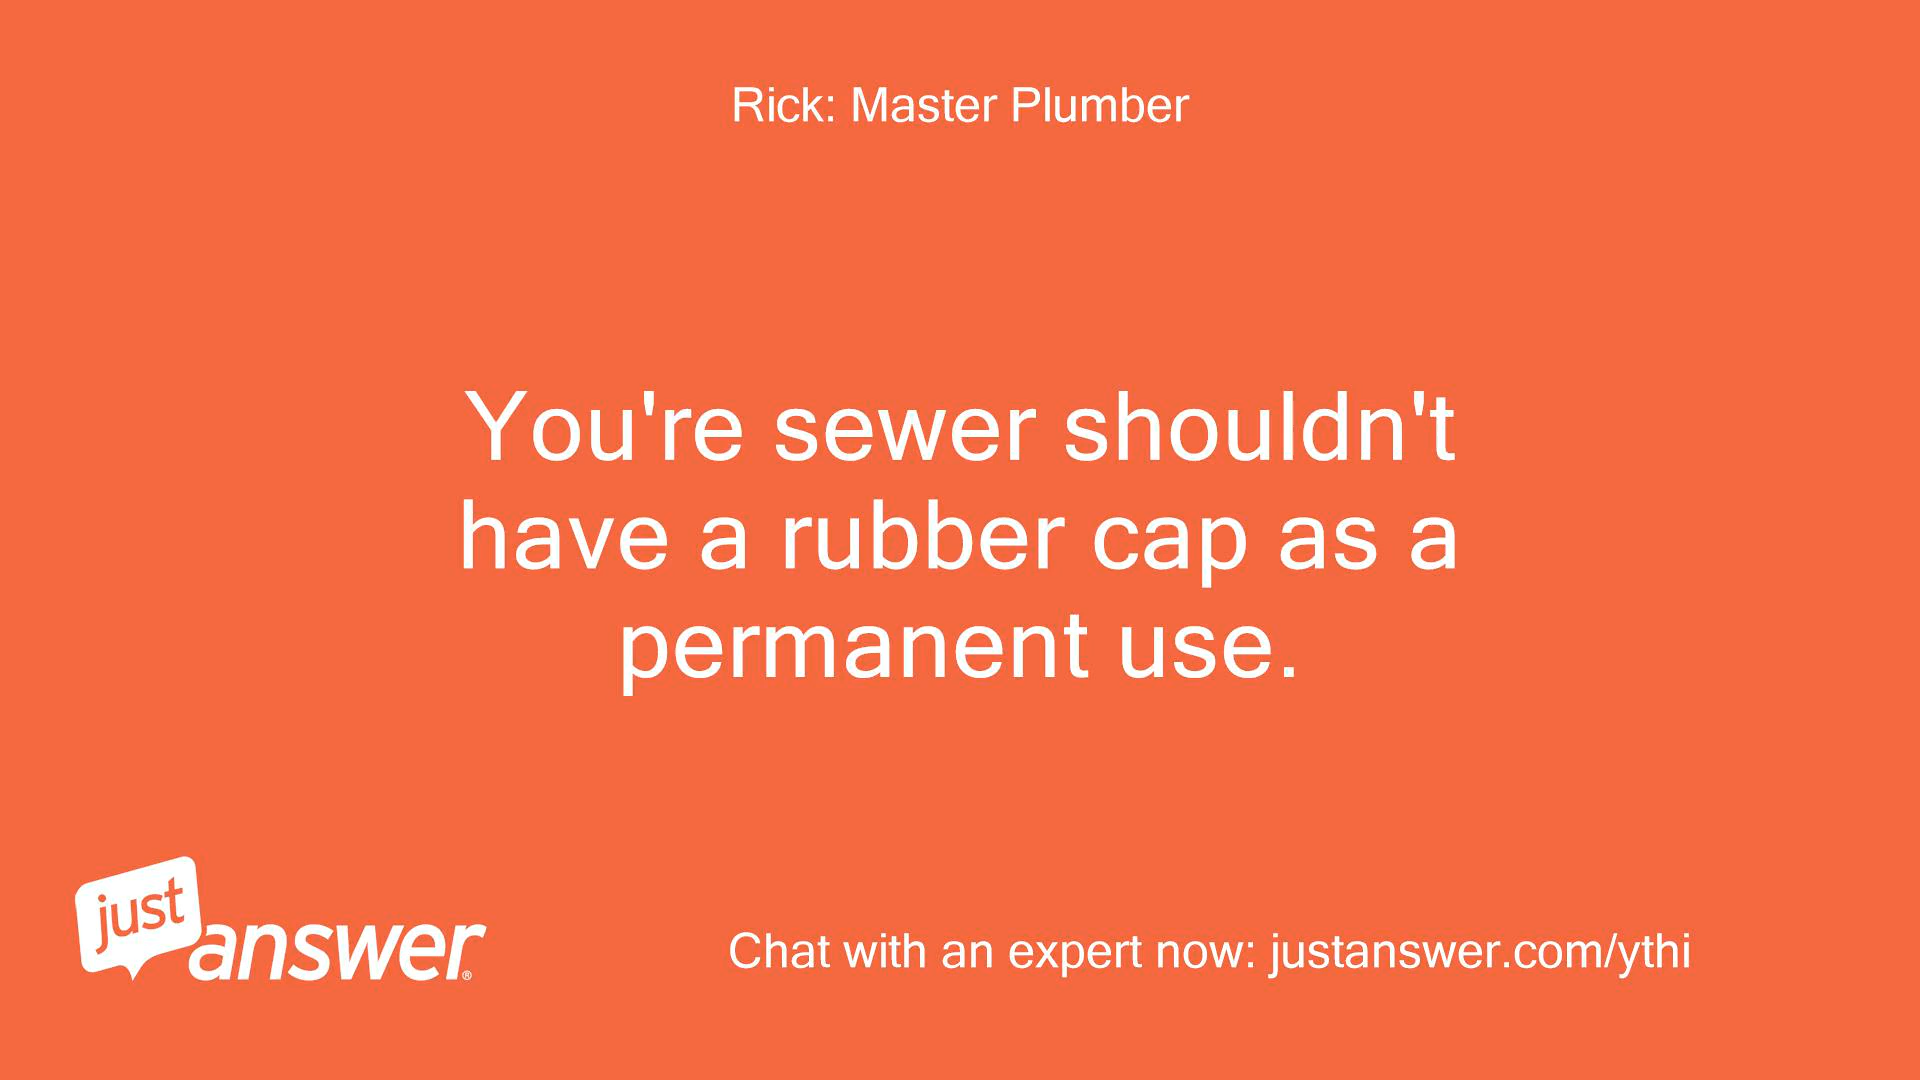 Rick: Master Plumber
You're sewer shouldn't
have a rubber cap as a
permanent use.
just
answer®
Chat with an expert now: justanswer.com/ythi